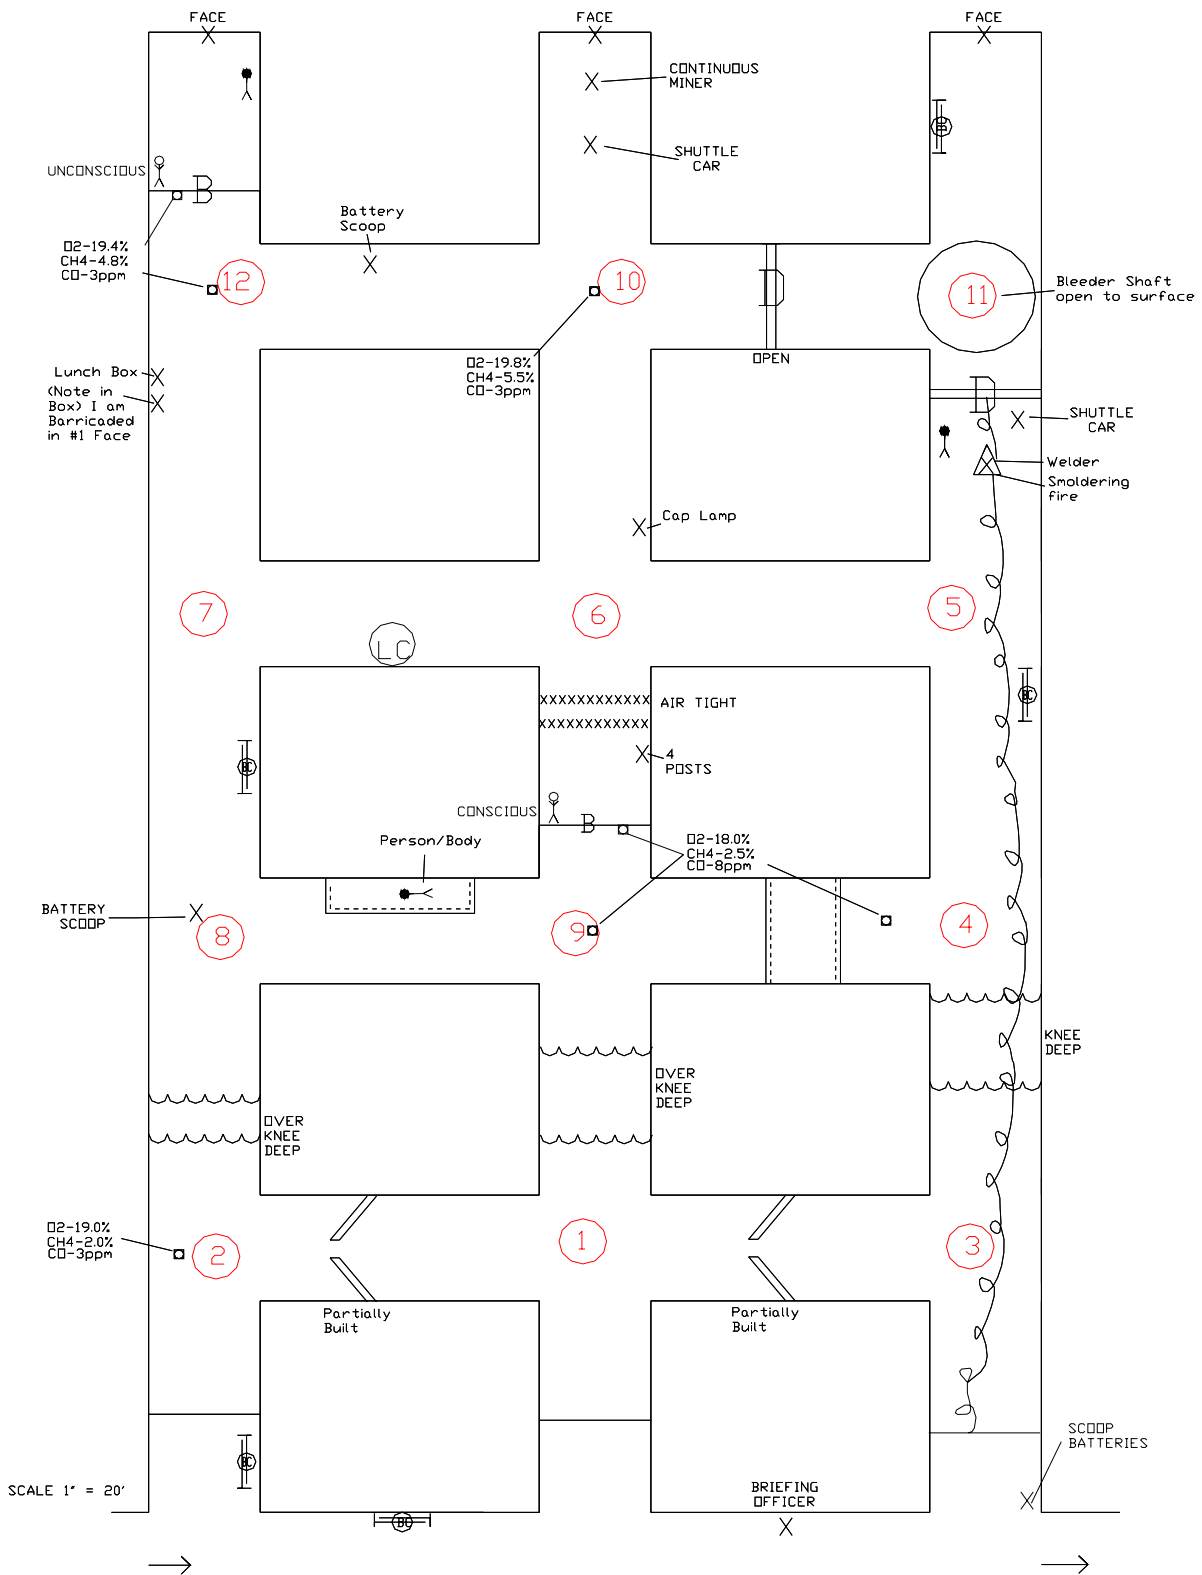 FACE
FACE
FACE
CONTINUOUS
MINER
BC
SHUTTLE
CAR
UNCONSCIOUS
B
Battery
Scoop
O2-19.4%
CH4-4.8%
CO-3ppm
12
10
D
11
Bleeder Shaft
open to surface
OPEN
O2-19.8%
CH4-5.5%
CO-3ppm
Lunch Box
(Note in
Box) I am
Barricaded
in #1 Face
D
SHUTTLE
CAR
Welder
Smoldering
fire
Cap Lamp
7
6
5
LC
AIR TIGHT
BC
4
POSTS
BC
CONSCIOUS
B
Person/Body
O2-18.0%
CH4-2.5%
CO-8ppm
BATTERY
SCOOP
8
9
4
KNEE
DEEP
OVER
KNEE
DEEP
OVER
KNEE
DEEP
O2-19.0%
CH4-2.0%
CO-3ppm
2
1
3
Partially
Built
Partially
Built
SCOOP
BATTERIES
BC
SCALE 1" = 20'
BRIEFING
OFFICER
BC